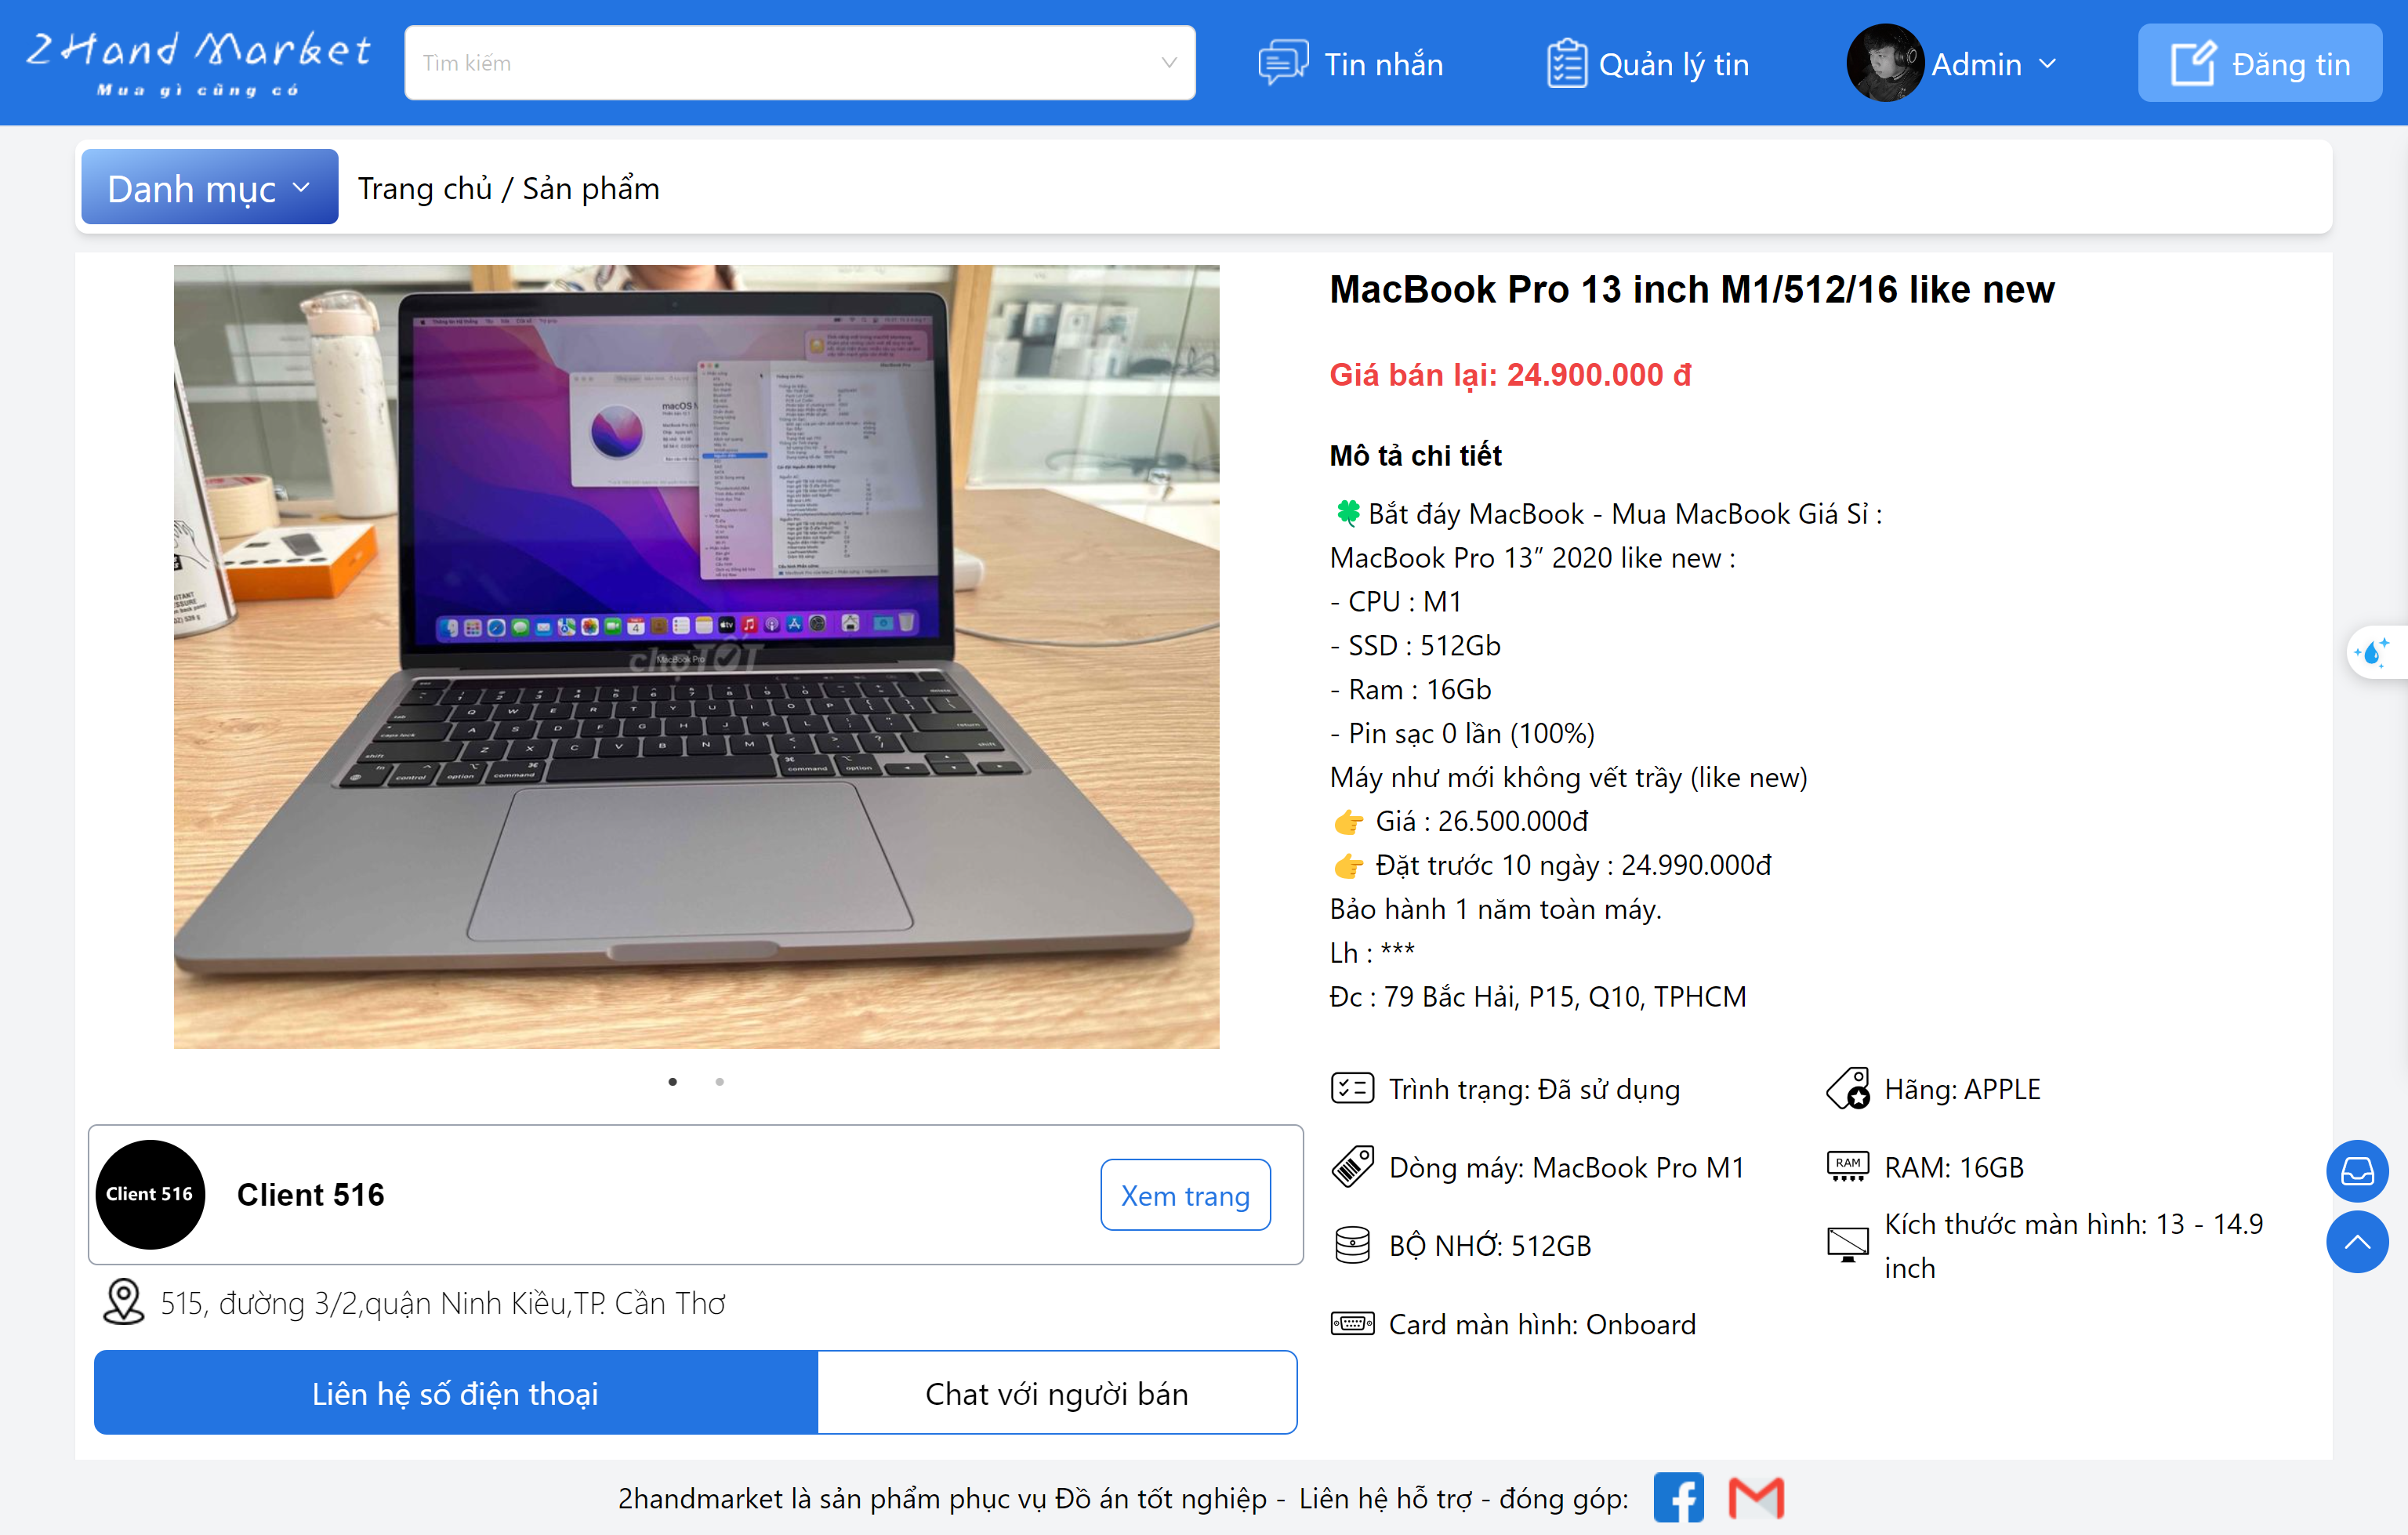 2Hand Market
Mua gì cũng có
Tìm kiếm
Tin nhắn
Quản lý tin
Admin
Đăng tin
Danh mục
Trang chủ / Sản phẩm
macOS
MacBook Pro
chợTỐT
MacBook Pro 13 inch M1/512/16 like new
Giá bán lại: 24.900.000 đ
Mô tả chi tiết
🍀 Bắt đáy MacBook - Mua MacBook Giá Sỉ :
MacBook Pro 13” 2020 like new :
- CPU : M1
- SSD : 512Gb
- Ram : 16Gb
- Pin sạc 0 lần (100%)
Máy như mới không vết trầy (like new)
👉 Giá : 26.500.000đ
👉 Đặt trước 10 ngày : 24.990.000đ
Bảo hành 1 năm toàn máy.
Lh : ***
Đc : 79 Bắc Hải, P15, Q10, TPHCM
Trình trạng: Đã sử dụng
Hãng: APPLE
Dòng máy: MacBook Pro M1
RAM
RAM: 16GB
BỘ NHỚ: 512GB
Kích thước màn hình: 13 - 14.9
inch
Card màn hình: Onboard
Client 516
Client 516
Xem trang
515, đường 3/2,quận Ninh Kiều,TP. Cần Thơ
Liên hệ số điện thoại
Chat với người bán
2handmarket là sản phẩm phục vụ Đồ án tốt nghiệp - Liên hệ hỗ trợ - đóng góp: